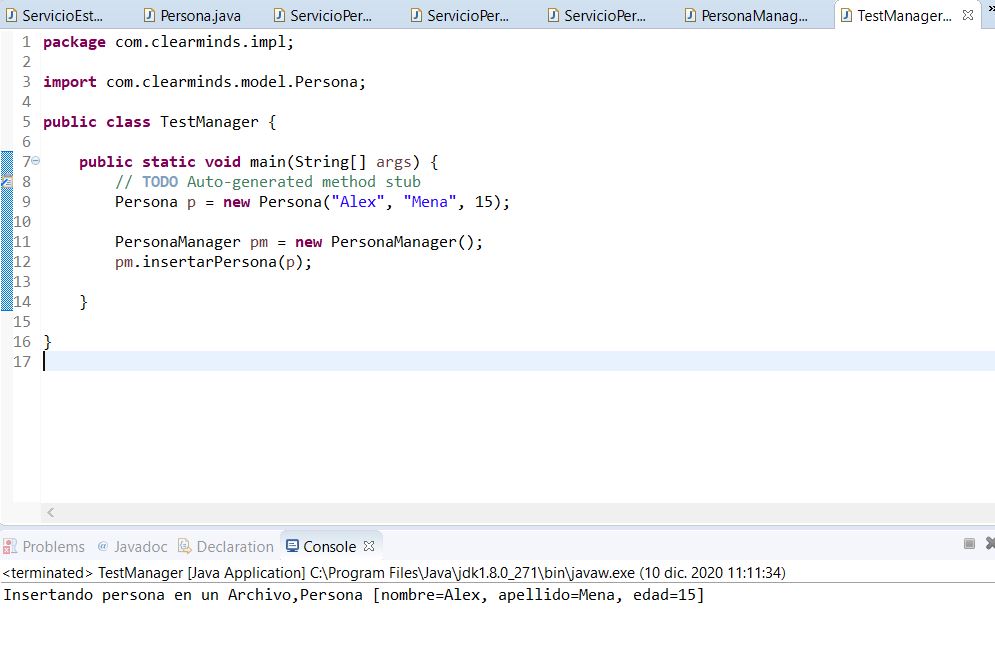 ServicioEst... Persona.java ServicioPer... ServicioPer... ServicioPer... PersonaManag... TestManager... »
1 package com.clearminds.impl;
2
3 import com.clearminds.model.Persona;
4
5 public class TestManager {
6
7 public static void main(String[] args) {
8 // TODO Auto-generated method stub
9 Persona p = new Persona("Alex", "Mena", 15);
10
11 PersonaManager pm = new PersonaManager();
12 pm.insertarPersona(p);
13
14 }
15
16 }
17
Problems @ Javadoc Declaration Console
<terminated> TestManager [Java Application] C:\Program Files\Java\jdk1.8.0_271\bin\javaw.exe (10 dic. 2020 11:11:34)
Insertando persona en un Archivo,Persona [nombre=Alex, apellido=Mena, edad=15]